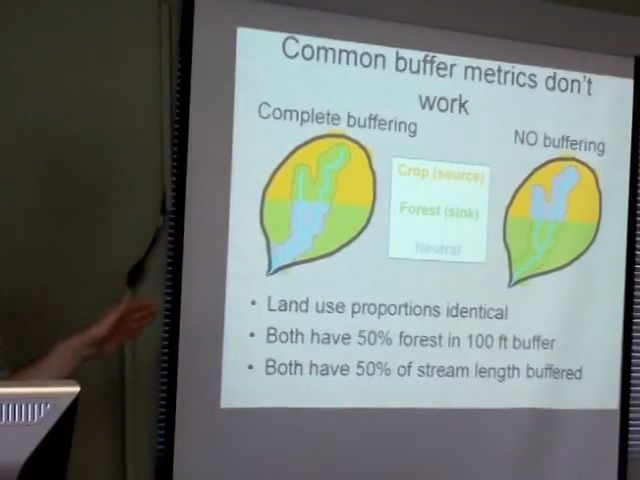 Common buffer metrics don't
work
Complete buffering
NO buffering
Crop (source)
Forest (sink)
Neutral
• Land use proportions identical
• Both have 50% forest in 100 ft buffer
• Both have 50% of stream length buffered